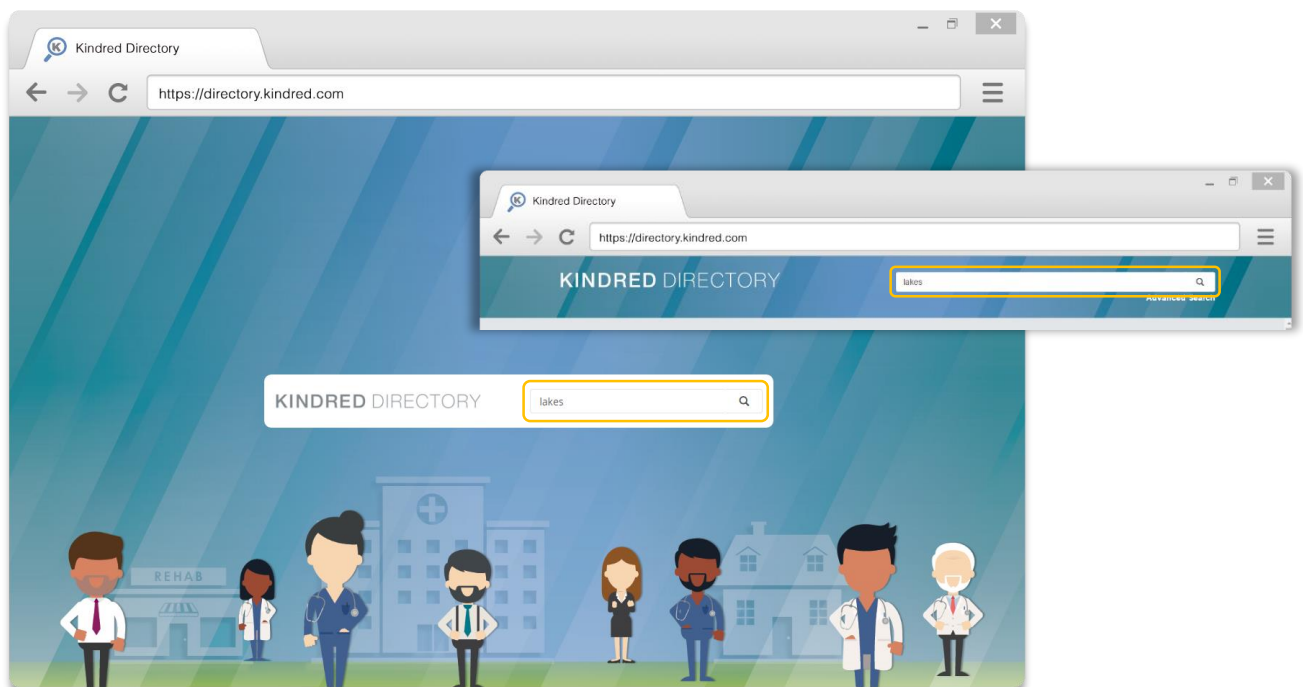 Kindred Directory
https://directory.kindred.com
Kindred Directory
https://directory.kindred.com
KINDRED DIRECTORY
lakes
Advanced Search
KINDRED DIRECTORY
lakes
REHAB